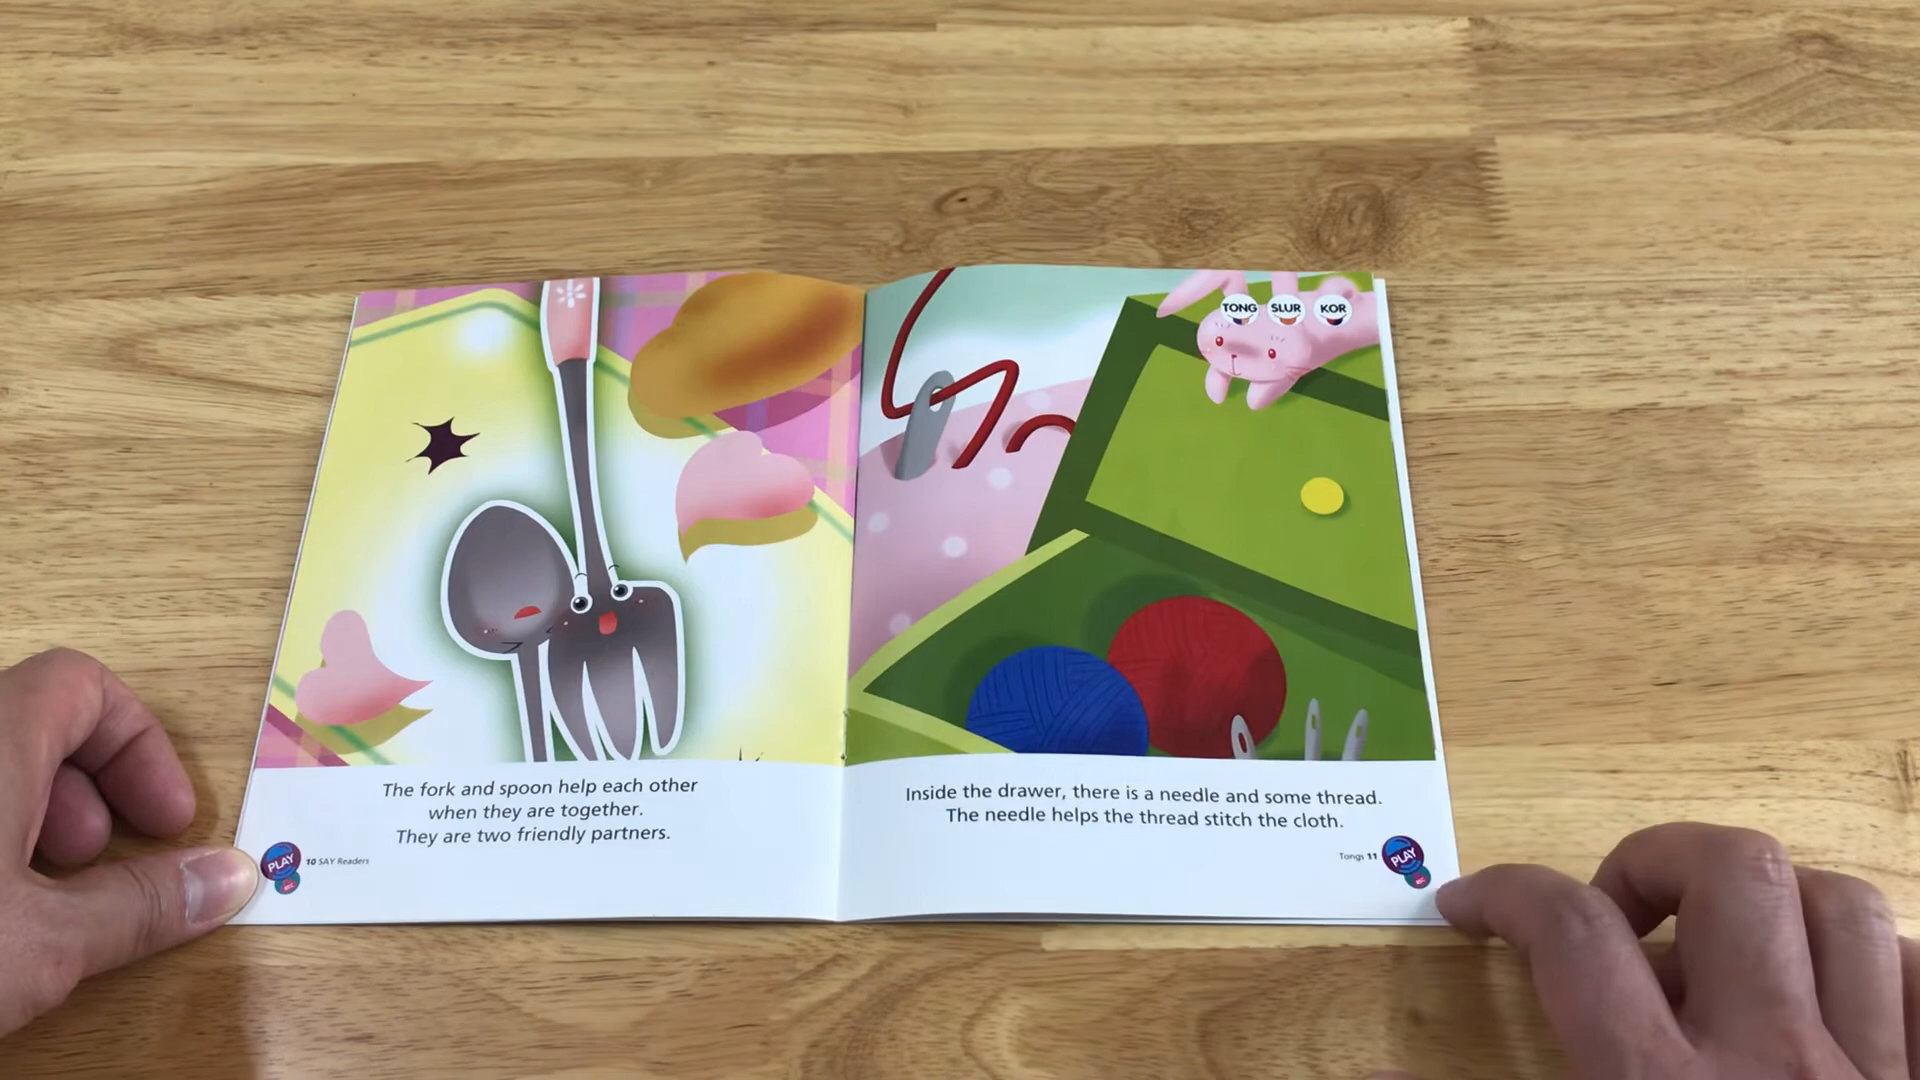 TONG SLUR KOR
The fork and spoon help each other
when they are together.
They are two friendly partners.
PLAY
REC
10 SAY Readers
Inside the drawer, there is a needle and some thread.
The needle helps the thread stitch the cloth.
Tongs 11
PLAY
REC